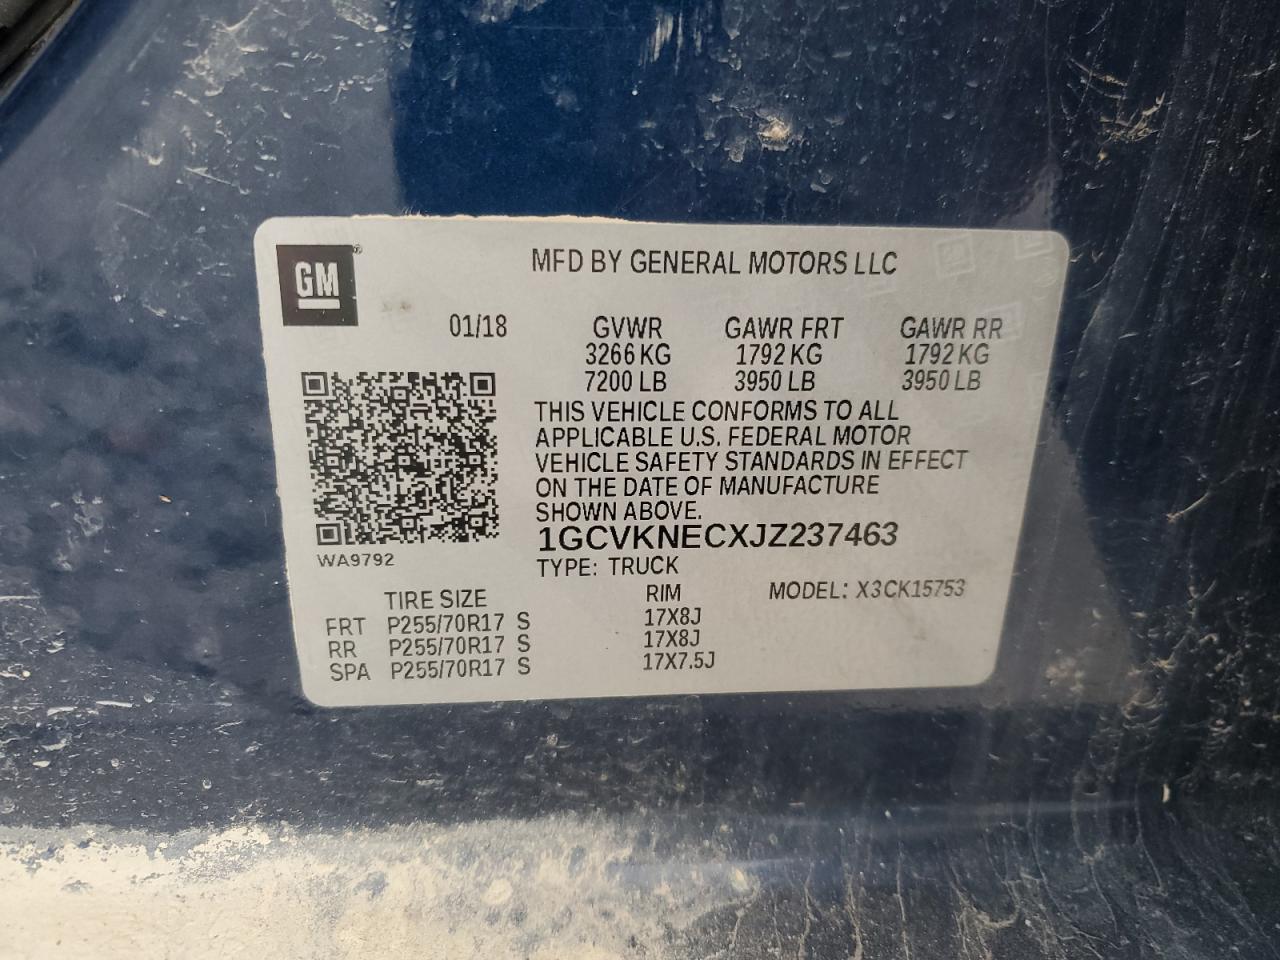 GM
MFD BY GENERAL MOTORS LLC
01/18 GVWR GAWR FRT GAWR RR
3266 KG 1792 KG 1792 KG
7200 LB 3950 LB 3950 LB
THIS VEHICLE CONFORMS TO ALL
APPLICABLE U.S. FEDERAL MOTOR
VEHICLE SAFETY STANDARDS IN EFFECT
ON THE DATE OF MANUFACTURE
SHOWN ABOVE.
1GCVKNECXJZ237463
WA9792
TYPE: TRUCK
TIRE SIZE RIM MODEL: X3CK15753
FRT P255/70R17 S 17X8J
RR P255/70R17 S 17X8J
SPA P255/70R17 S 17X7.5J